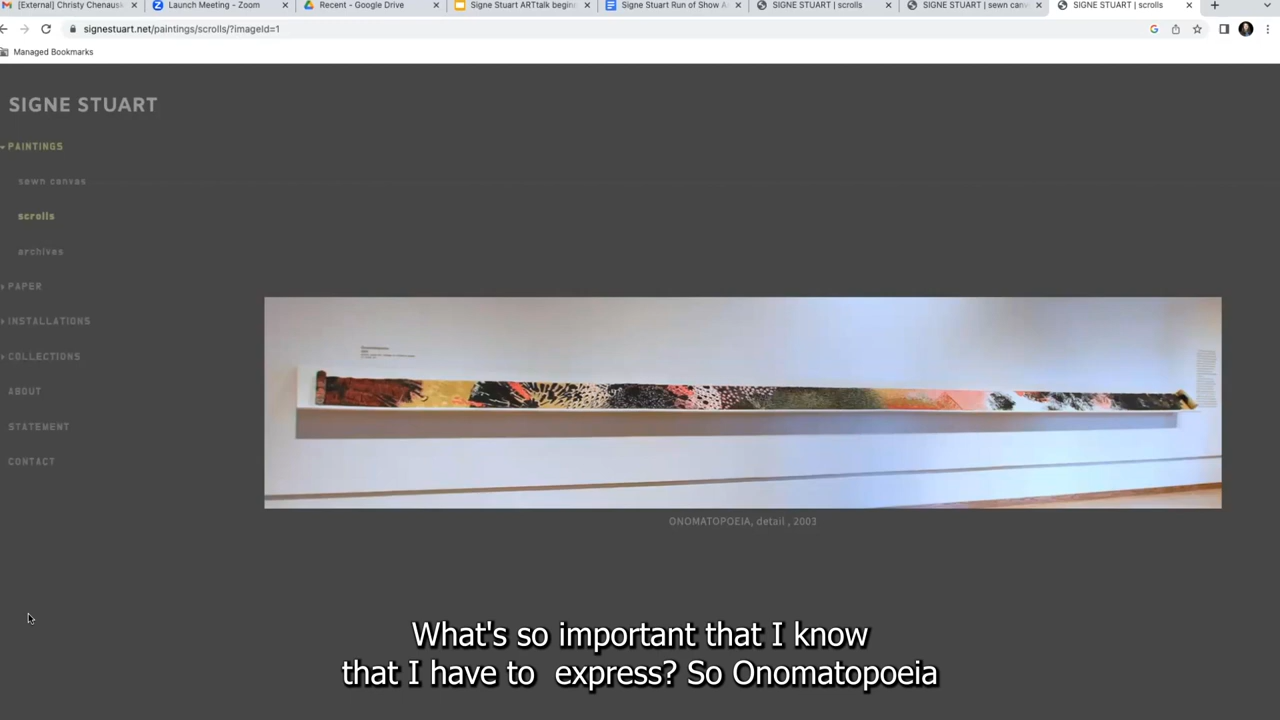 [External] Christy Chenausk
Launch Meeting - Zoom
Recent - Google Drive
Signe Stuart ARTtalk beginn
Signe Stuart Run of Show A
SIGNE STUART | scrolls
SIGNE STUART | sewn canv
SIGNE STUART | scrolls
signestuart.net/paintings/scrolls/?imageId=1
Managed Bookmarks
SIGNE STUART
PAINTINGS
sewn canvas
scrolls
archives
PAPER
INSTALLATIONS
COLLECTIONS
ABOUT
STATEMENT
CONTACT
ONOMATOPOEIA, detail , 2003
What's so important that I know
that I have to express? So Onomatopoeia